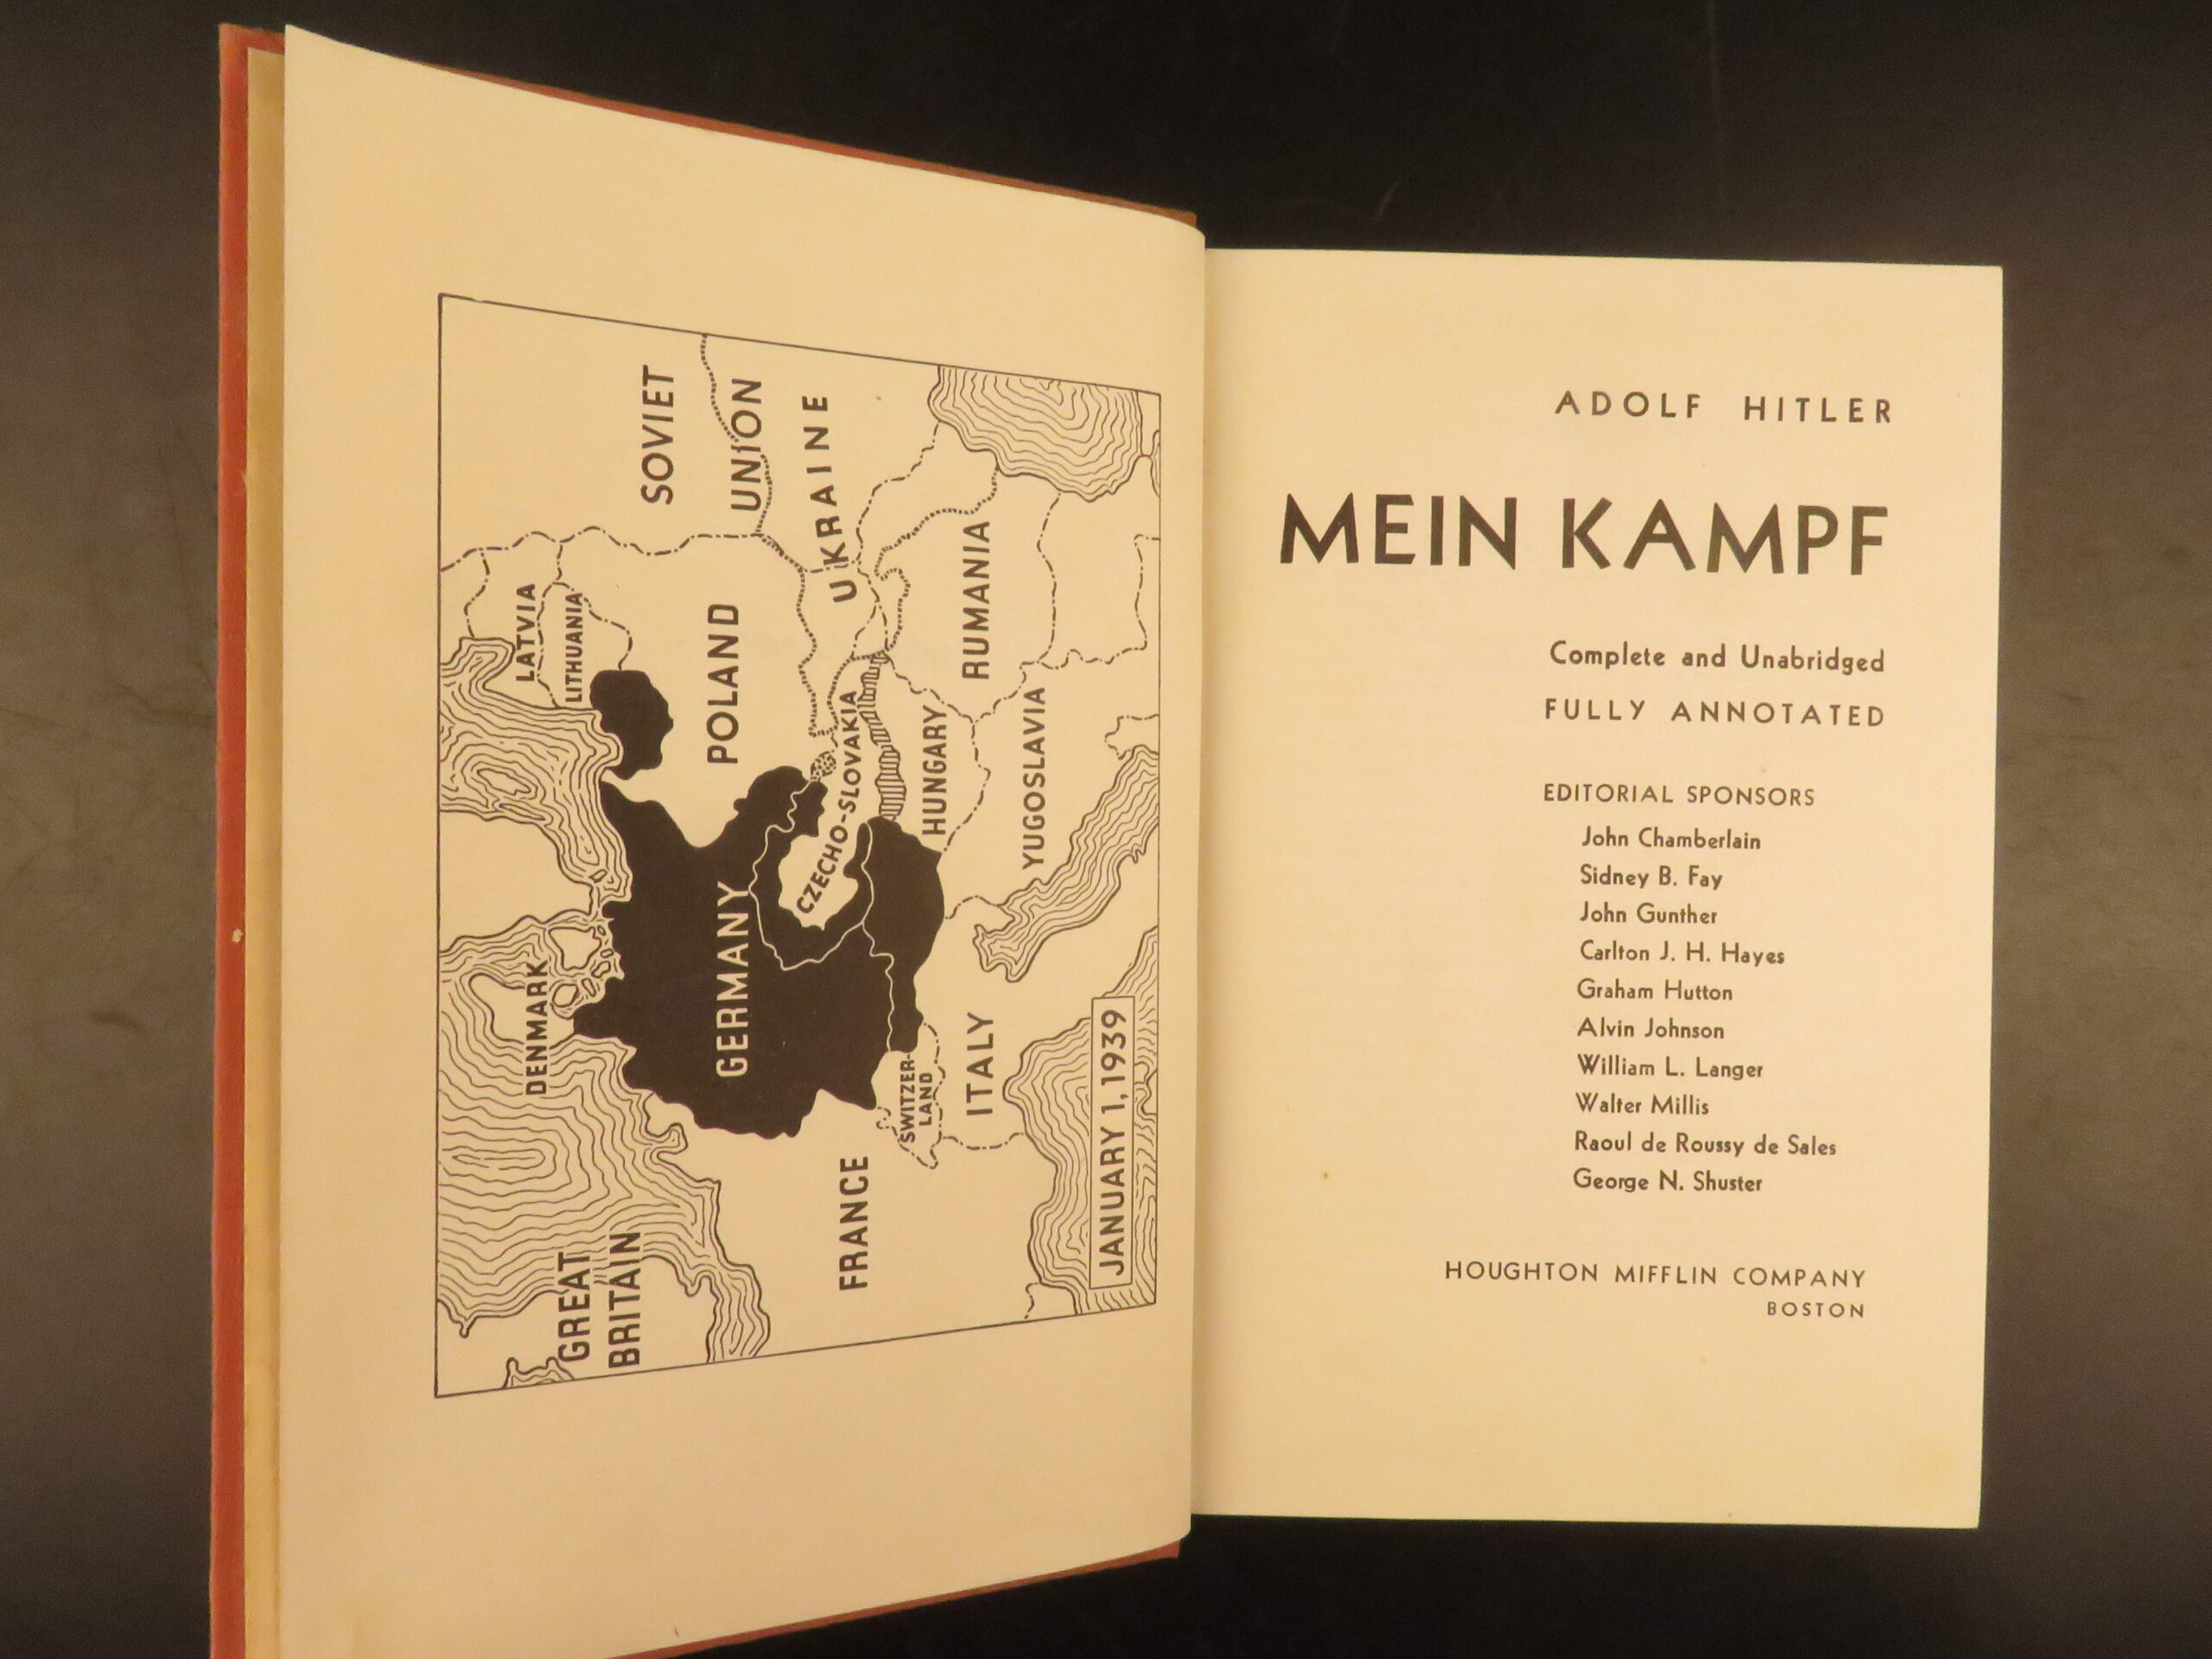 SOVIET
UNION
UKRAINE
LATVIA
LITHUANIA
POLAND
RUMANIA
CZECHO-SLOVAKIA
HUNGARY
YUGOSLAVIA
DENMARK
GERMANY
SWITZER-
LAND
ITALY
GREAT
BRITAIN
FRANCE
JANUARY 1, 1939
ADOLF HITLER
MEIN KAMPF
Complete and Unabridged
FULLY ANNOTATED
EDITORIAL SPONSORS
John Chamberlain
Sidney B. Fay
John Gunther
Carlton J. H. Hayes
Graham Hutton
Alvin Johnson
William L. Langer
Walter Millis
Raoul de Roussy de Sales
George N. Shuster
HOUGHTON MIFFLIN COMPANY
BOSTON